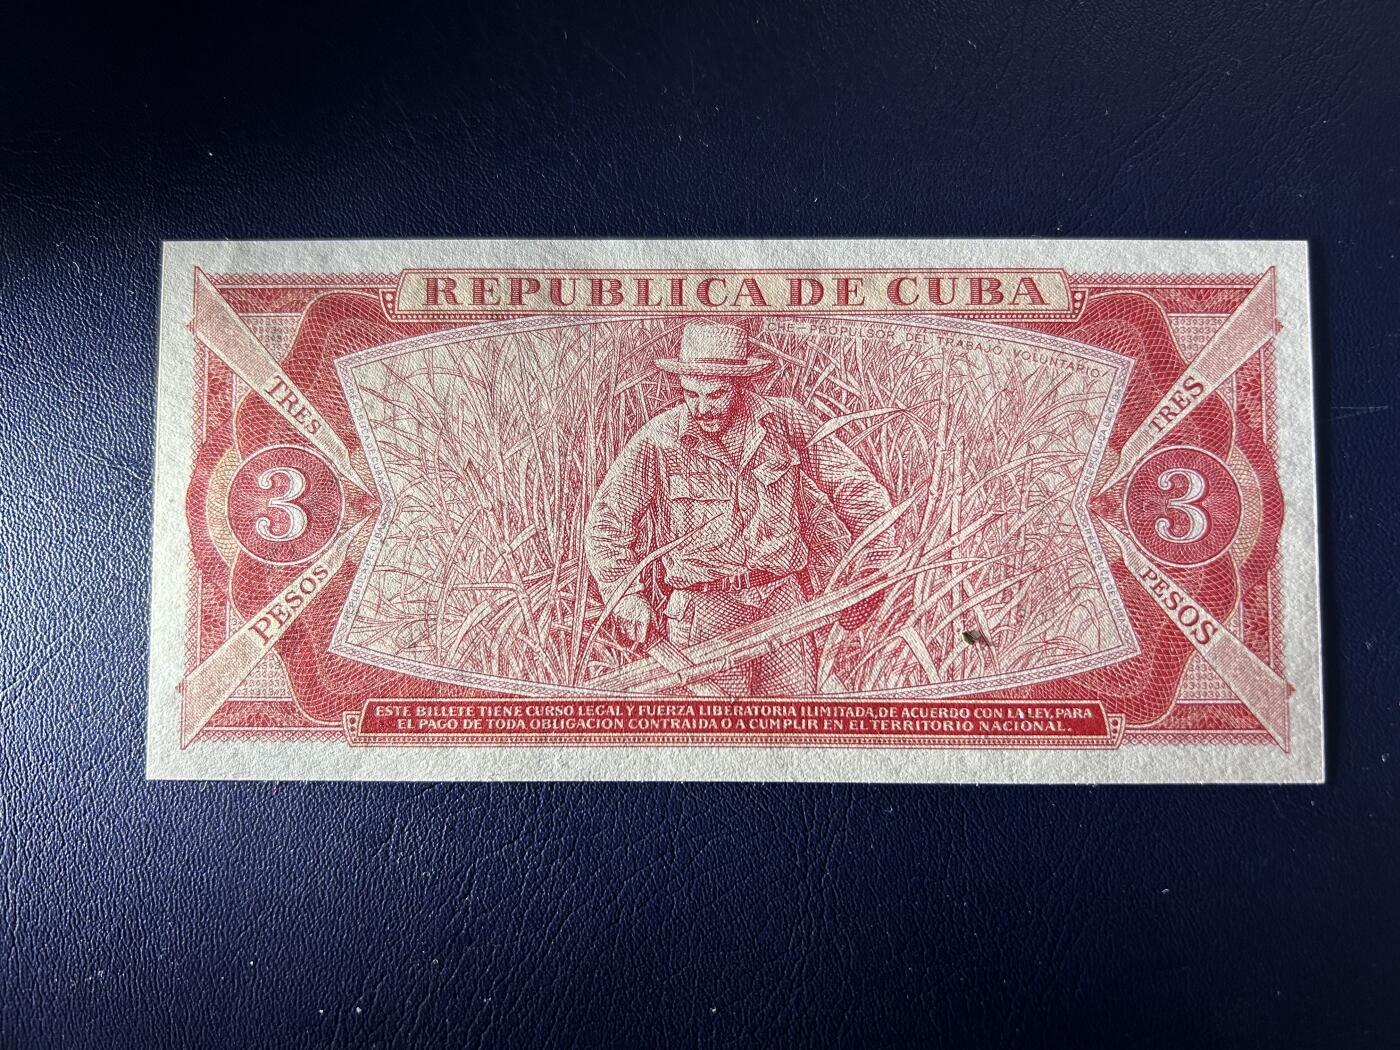 REPUBLICA DE CUBA
CHE-PROPULSOR DEL TRABAJO VOLUNTARIO
TRES
TRES
3
3
PESOS
PESOS
ESTE BILLETE TIENE CURSO LEGAL Y FUERZA LIBERATORIA ILIMITADA, DE ACUERDO CON LA LEY, PARA
EL PAGO DE TODA OBLIGACION CONTRAIDA O A CUMPLIR EN EL TERRITORIO NACIONAL.